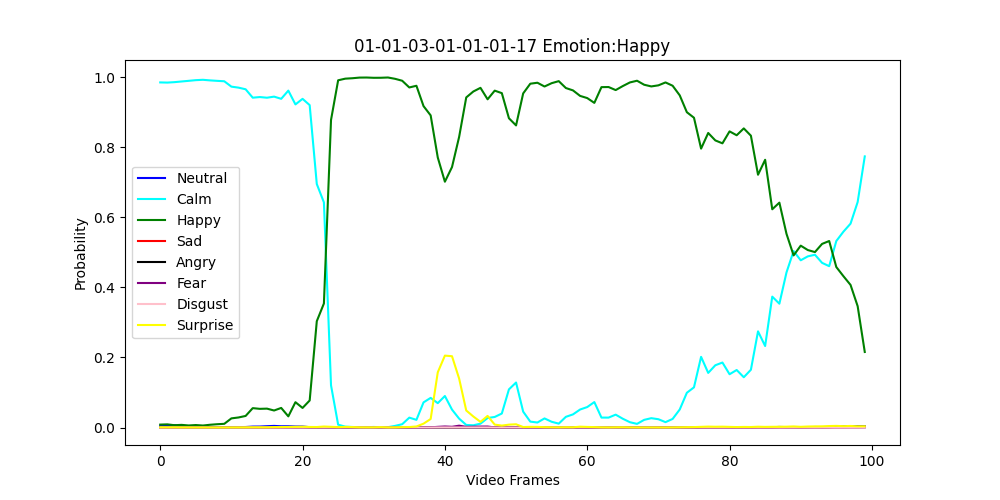 01-01-03-01-01-01-17 Emotion:Happy
1.0
0.8
0.6
0.4
0.2
0.0
Probability
Neutral
Calm
Happy
Sad
Angry
Fear
Disgust
Surprise
0 20 40 60 80 100
Video Frames